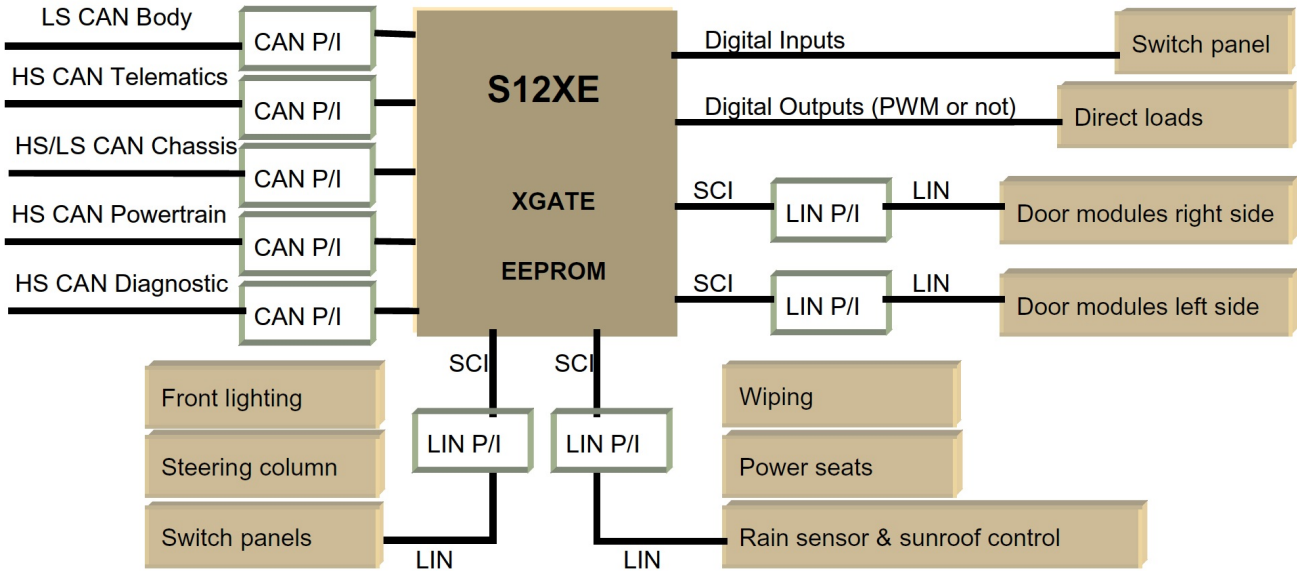 LS CAN Body
CAN P/I
HS CAN Telematics
CAN P/I
HS/LS CAN Chassis
CAN P/I
HS CAN Powertrain
CAN P/I
HS CAN Diagnostic
CAN P/I
S12XE
XGATE
EEPROM
Digital Inputs
Switch panel
Digital Outputs (PWM or not)
Direct loads
SCI
LIN P/I
LIN
Door modules right side
SCI
LIN P/I
LIN
Door modules left side
SCI
SCI
Front lighting
Steering column
Switch panels
LIN P/I
LIN
LIN P/I
LIN
Wiping
Power seats
Rain sensor & sunroof control